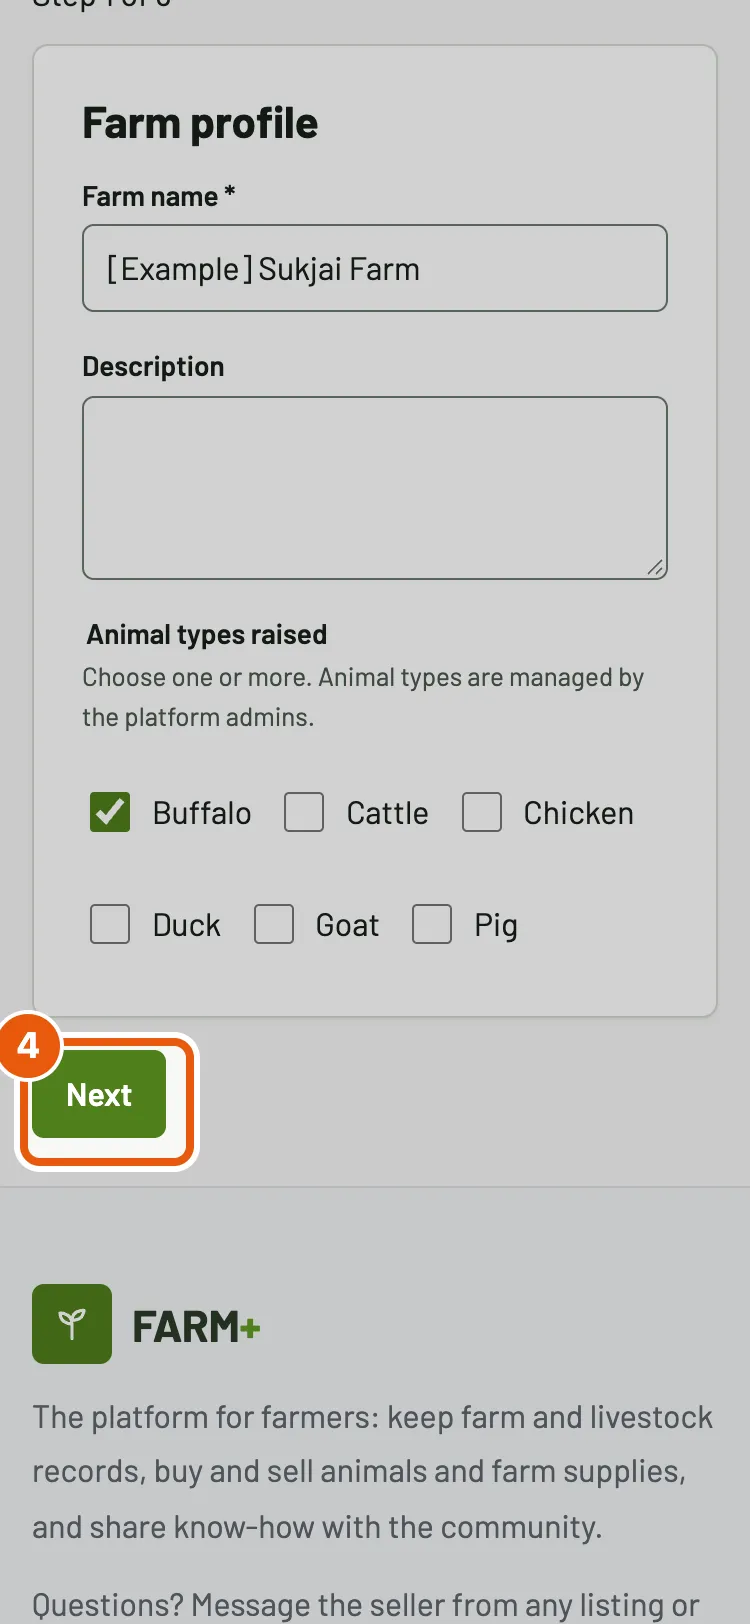 Farm profile
Farm name *
[Example] Sukjai Farm
Description
Animal types raised
Choose one or more. Animal types are managed by
the platform admins.
Buffalo Cattle Chicken
Duck Goat Pig
4
Next
FARM+
The platform for farmers: keep farm and livestock
records, buy and sell animals and farm supplies,
and share know-how with the community.
Questions? Message the seller from any listing or